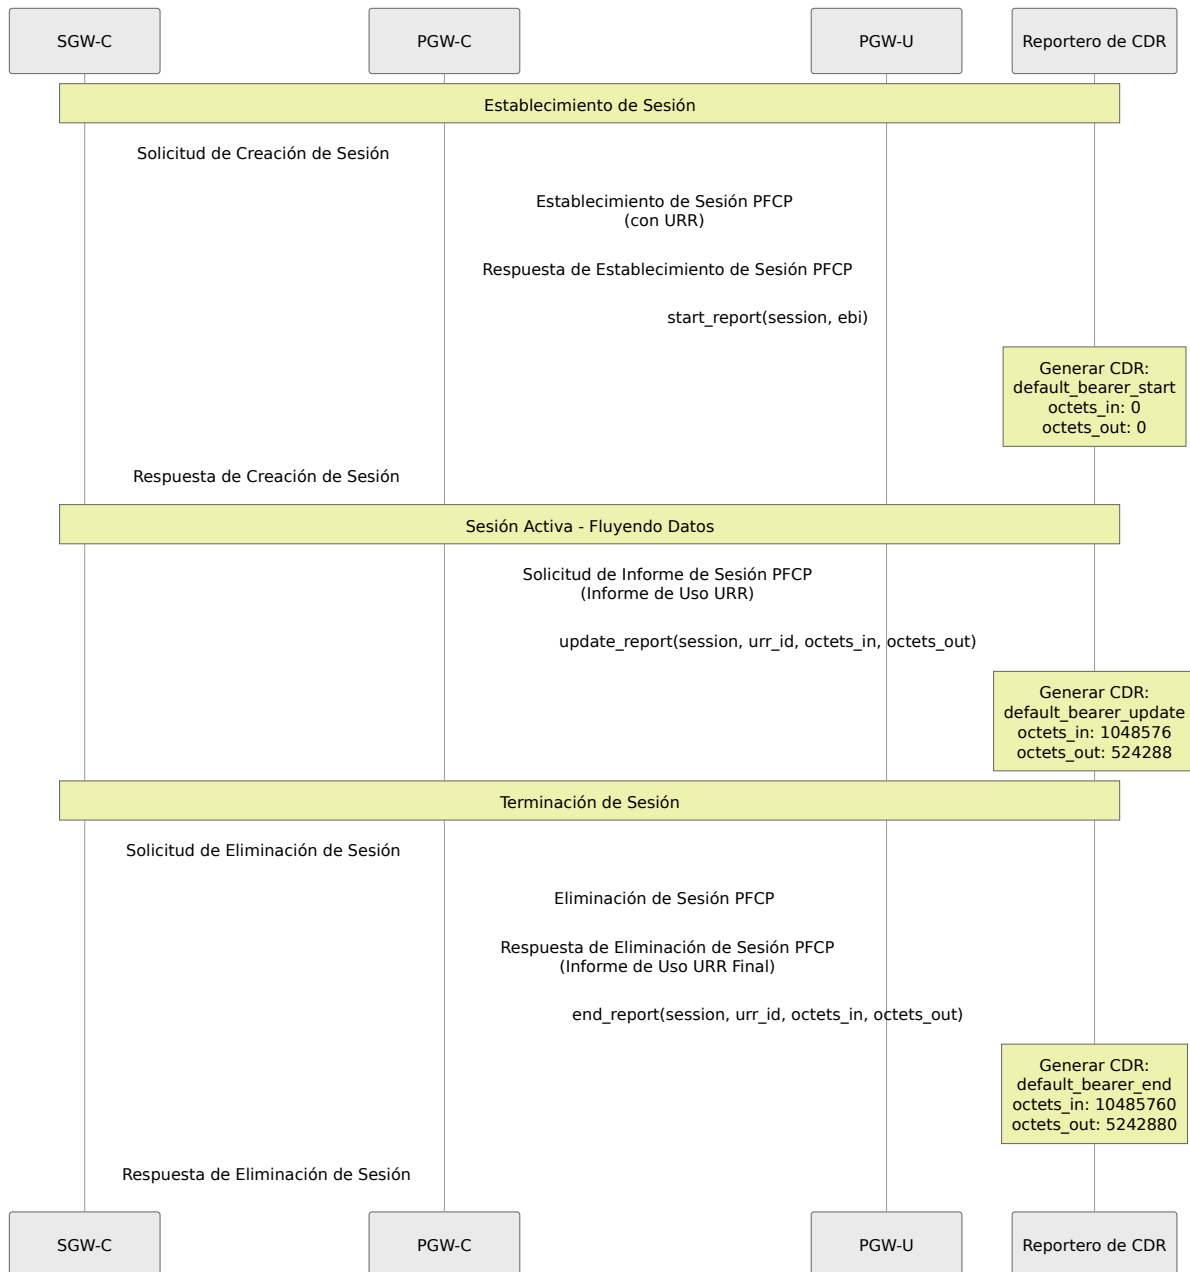 SGW-C
PGW-C
PGW-U
Reportero de CDR
Establecimiento de Sesión
Solicitud de Creación de Sesión
Establecimiento de Sesión PFCP
(con URR)
Respuesta de Establecimiento de Sesión PFCP
start_report(session, ebi)
Generar CDR:
default_bearer_start
octets_in: 0
octets_out: 0
Respuesta de Creación de Sesión
Sesión Activa - Fluyendo Datos
Solicitud de Informe de Sesión PFCP
(Informe de Uso URR)
update_report(session, urr_id, octets_in, octets_out)
Generar CDR:
default_bearer_update
octets_in: 1048576
octets_out: 524288
Terminación de Sesión
Solicitud de Eliminación de Sesión
Eliminación de Sesión PFCP
Respuesta de Eliminación de Sesión PFCP
(Informe de Uso URR Final)
end_report(session, urr_id, octets_in, octets_out)
Generar CDR:
default_bearer_end
octets_in: 10485760
octets_out: 5242880
Respuesta de Eliminación de Sesión
SGW-C
PGW-C
PGW-U
Reportero de CDR